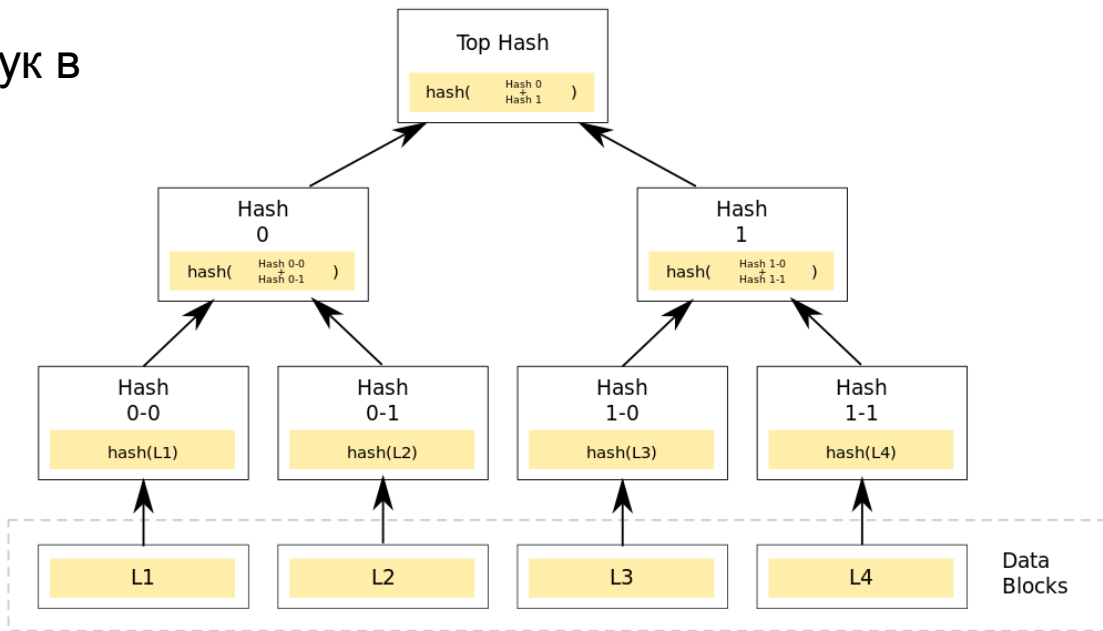 ук в
Top Hash
hash( Hash 0 + Hash 1 )
Hash
0
hash( Hash 0-0 + Hash 0-1 )
Hash
1
hash( Hash 1-0 + Hash 1-1 )
Hash
0-0
hash(L1)
Hash
0-1
hash(L2)
Hash
1-0
hash(L3)
Hash
1-1
hash(L4)
L1
L2
L3
L4
Data
Blocks